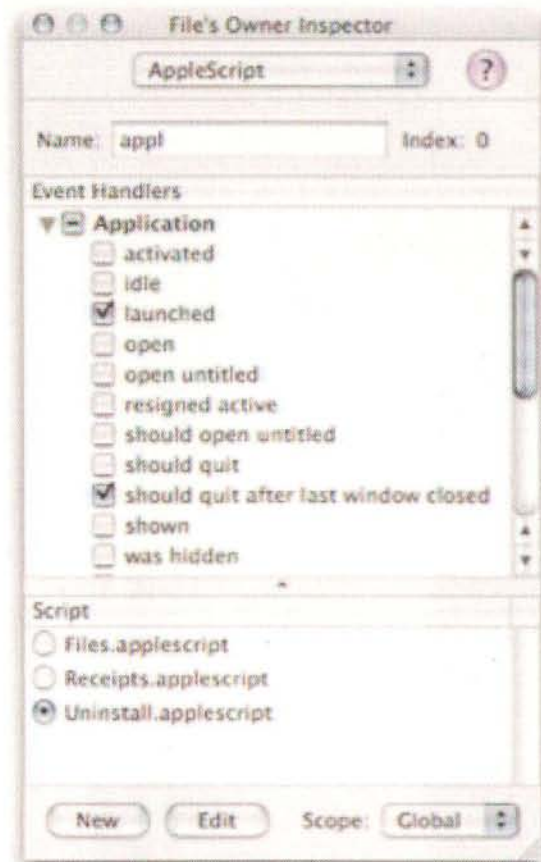 File's Owner Inspector
AppleScript
?
Name: appl Index: 0
Event Handlers
Application
activated
idle
launched
open
open untitled
resigned active
should open untitled
should quit
should quit after last window closed
shown
was hidden
Script
Files.applescript
Receipts.applescript
Uninstall.applescript
New Edit Scope: Global